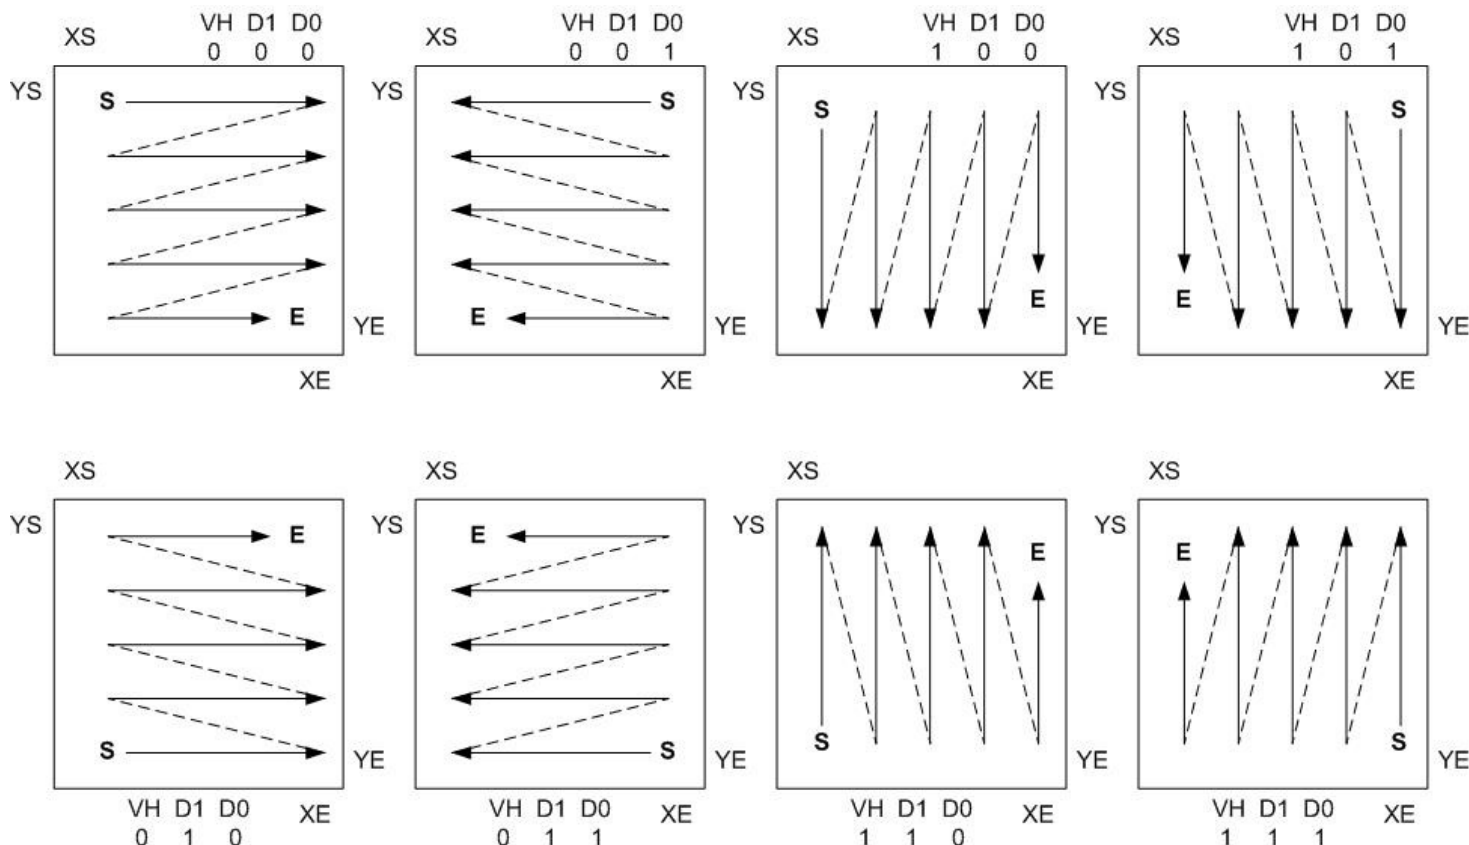 VH D1 D0 VH D1 D0 VH D1 D0 VH D1 D0
XS 0 0 0 XS 0 0 1 XS 1 0 0 XS 1 0 1
YS YS YS YS
S S S S
E E E E
YE YE YE YE
XE XE XE XE
XS XS XS XS
YS YS YS YS
E E E E
S S S S
YE YE YE YE
VH D1 D0 XE VH D1 D0 XE VH D1 D0 XE VH D1 D0 XE
0 1 0 0 1 1 1 1 0 1 1 1